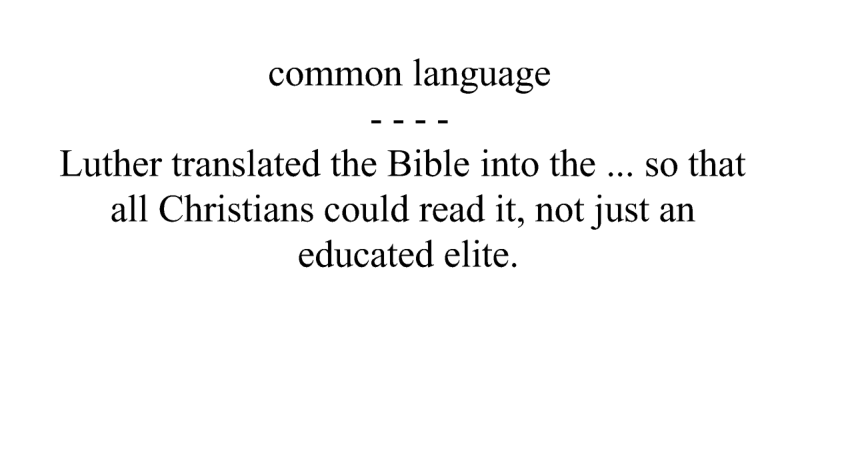 common language
- - - -
Luther translated the Bible into the ... so that
all Christians could read it, not just an
educated elite.